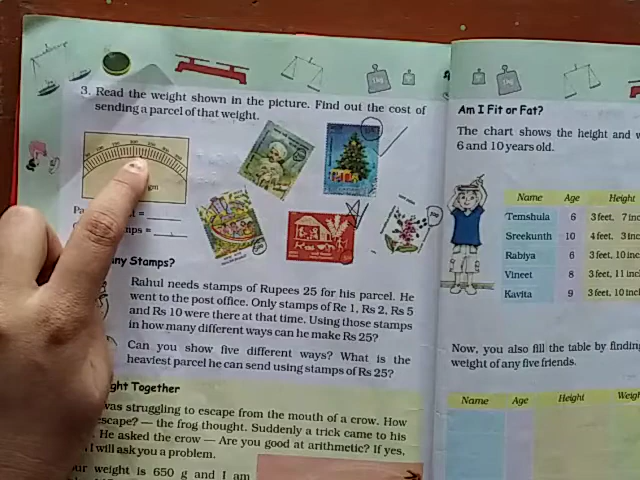 3. Read the weight shown in the picture. Find out the cost of
sending a parcel of that weight.
gm
t =
mps =
ny Stamps?
Rahul needs stamps of Rupees 25 for his parcel. He
went to the post office. Only stamps of Re 1, Rs 2, Rs 5
and Rs 10 were there at that time. Using those stamps
in how many different ways can he make Rs 25?
Can you show five different ways? What is the
heaviest parcel he can send using stamps of Rs 25?
ght Together
was struggling to escape from the mouth of a crow. How
escape? — the frog thought. Suddenly a trick came to his
. He asked the crow — Are you good at arithmetic? If yes,
I will ask you a problem.
ur weight is 650 g and I am
Am I Fit or Fat?
The chart shows the height and w
6 and 10 years old.
Name Age Height
Temshula 6 3 feet, 7 inc
Sreekunth 10 4 feet, 3 inc
Rabiya 6 3 feet, 10 inc
Vineet 8 3 feet, 11 incl
Kavita 9 3 feet, 10 incl
Now, you also fill the table by finding
weight of any five friends.
Name Age Height Weigh